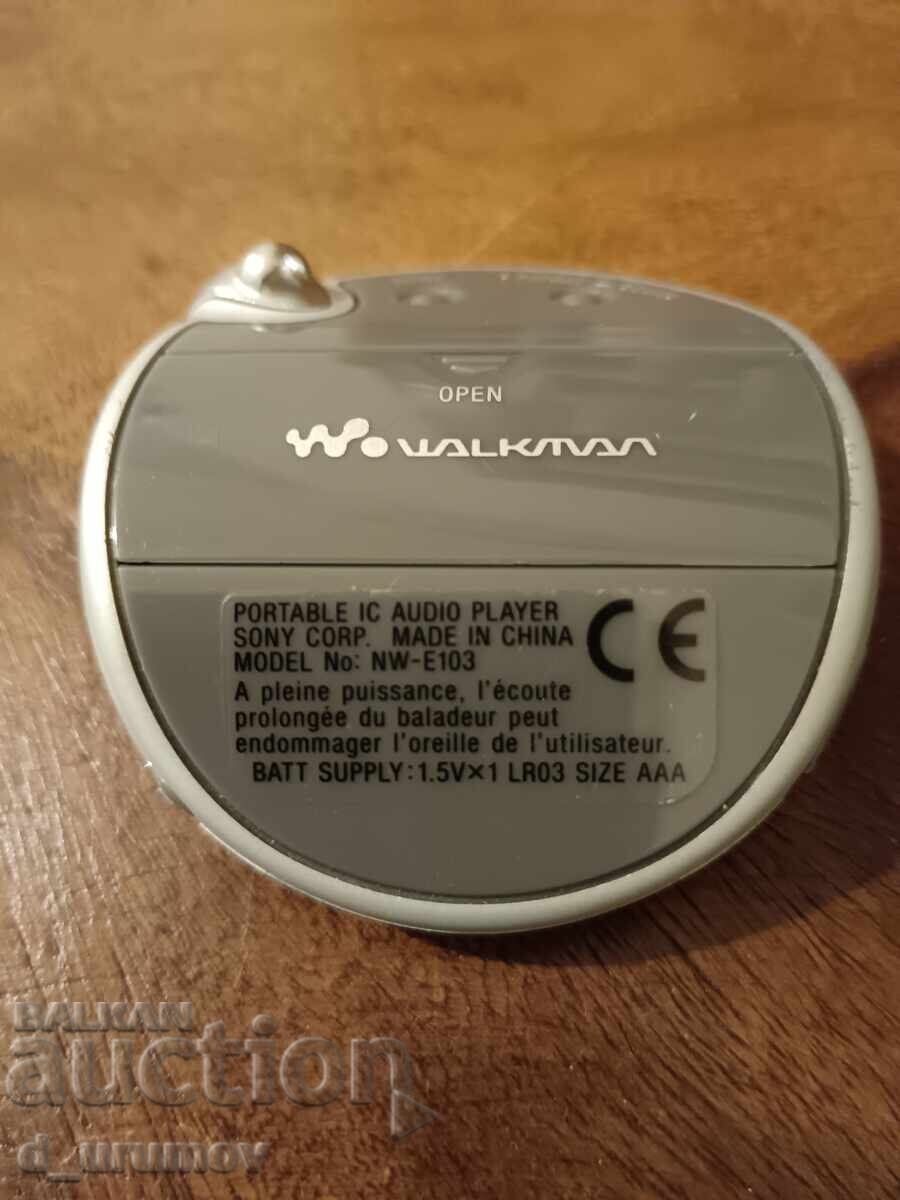 OPEN
WALKMAN
PORTABLE IC AUDIO PLAYER
SONY CORP. MADE IN CHINA
MODEL No: NW-E103
CE
A pleine puissance, l'écoute
prolongée du baladeur peut
endommager l'oreille de l'utilisateur.
BATT SUPPLY:1.5V×1 LR03 SIZE AAA
BALKAN
auction
d_urumov